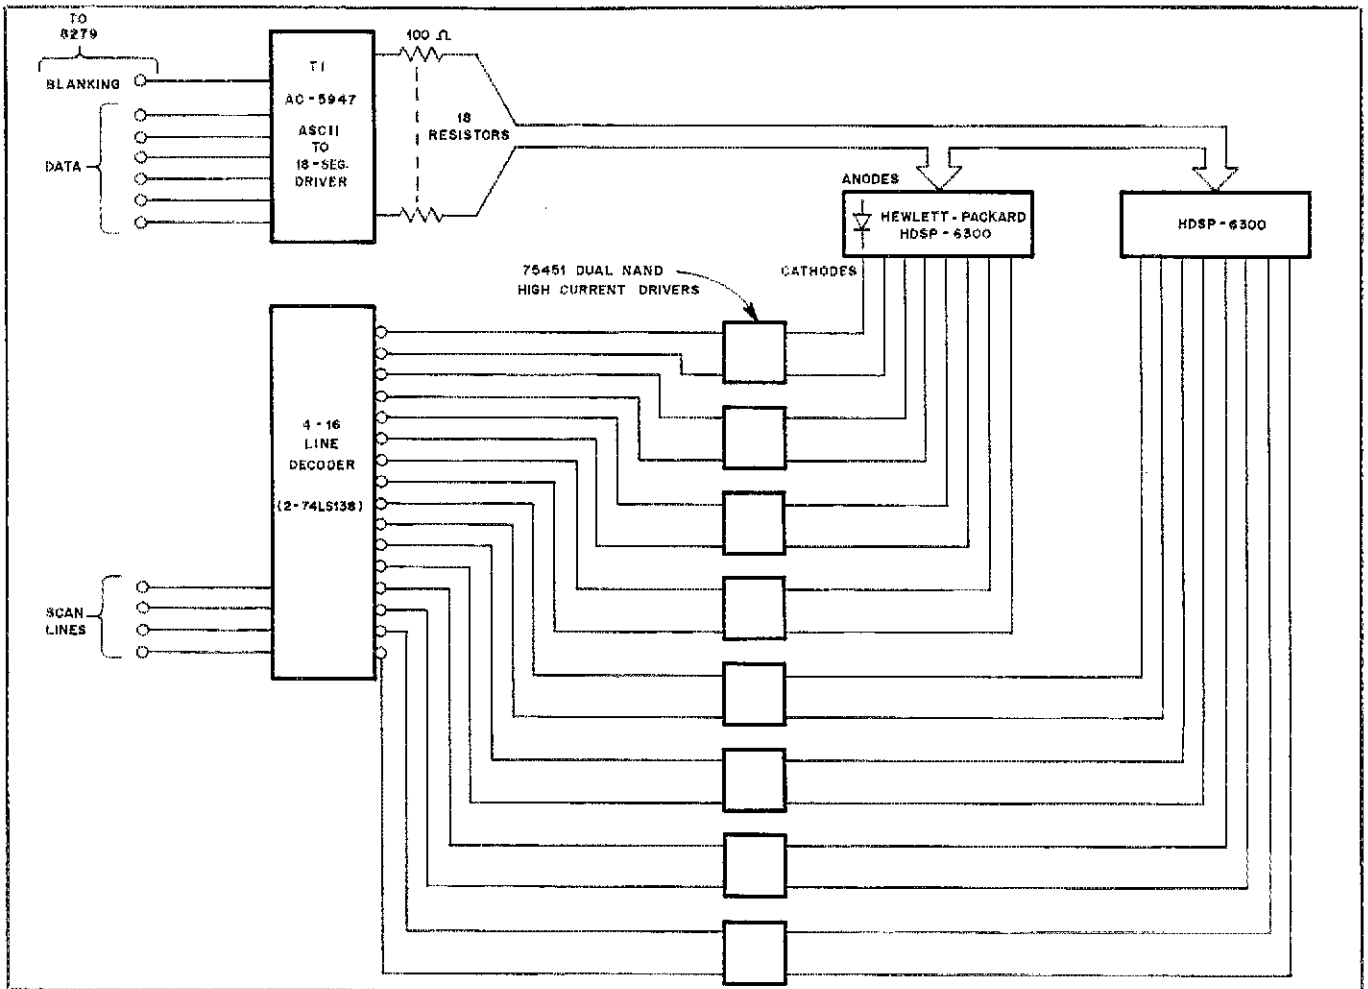 TO
8279
BLANKING
DATA
TI
AC-5947
ASCII
TO
18-SEG.
DRIVER
100 Ω
18
RESISTORS
ANODES
HEWLETT-PACKARD
HDSP-6300
HDSP-6300
CATHODES
75451 DUAL NAND
HIGH CURRENT DRIVERS
4-16
LINE
DECODER
(2-74LS138)
SCAN
LINES